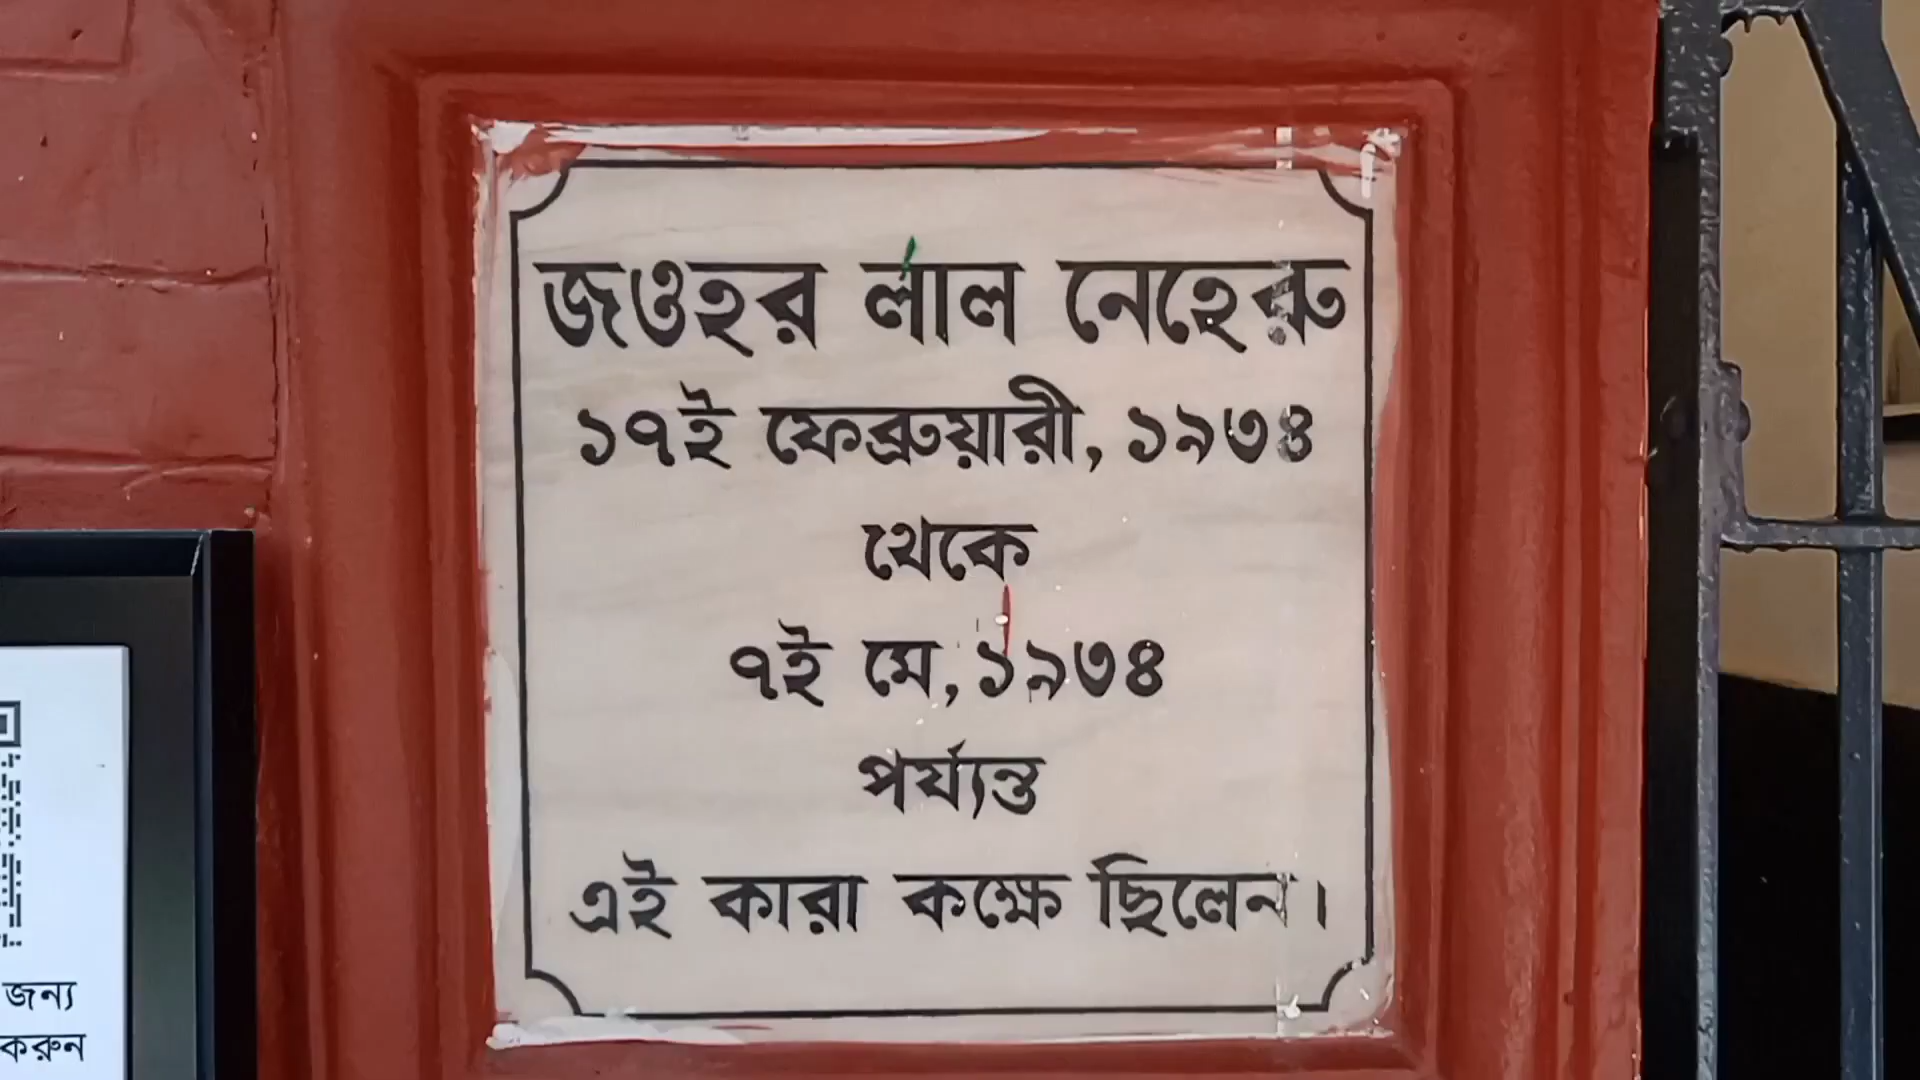 জওহর লাল নেহেরু
১৭ই ফেব্রুয়ারী, ১৯৩৪
থেকে
৭ই মে, ১৯৩৪
পর্য্যন্ত
এই কারা কক্ষে ছিলেন।
জন্য
করুন